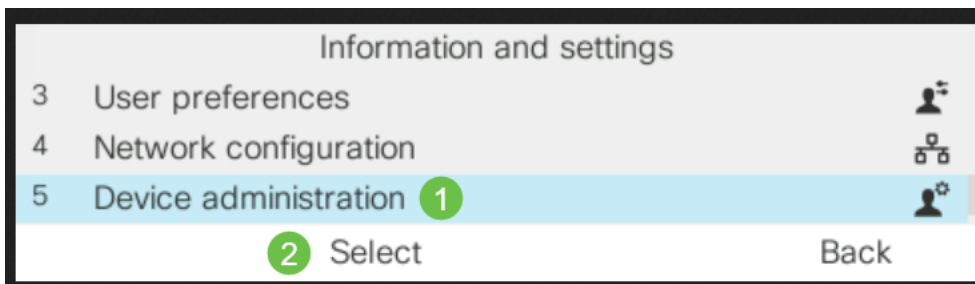 Information and settings
3 User preferences
4 Network configuration
5 Device administration 1
2 Select Back